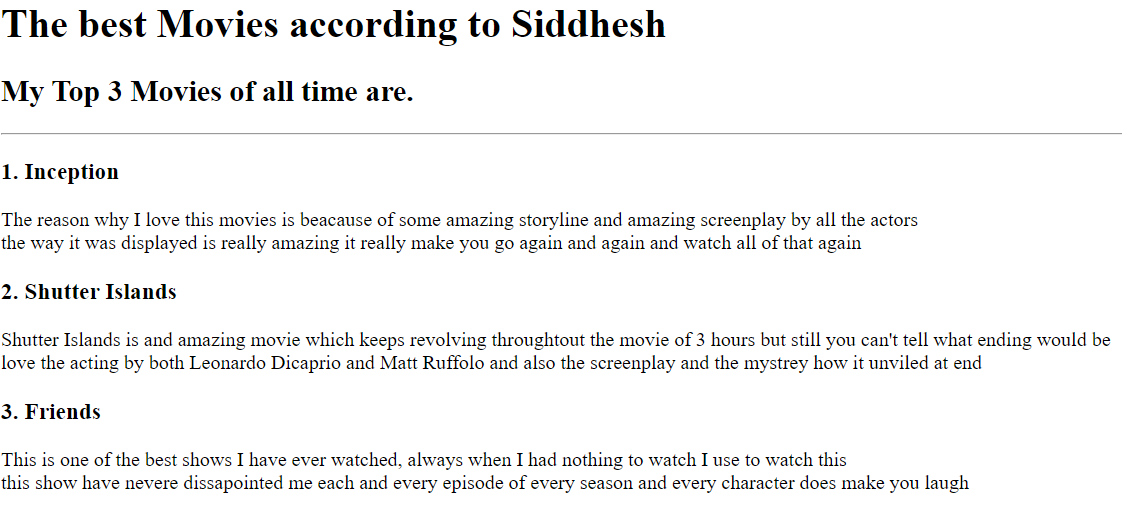 The best Movies according to Siddhesh
My Top 3 Movies of all time are.
1. Inception
The reason why I love this movies is beacause of some amazing storyline and amazing screenplay by all the actors
the way it was displayed is really amazing it really make you go again and again and watch all of that again
2. Shutter Islands
Shutter Islands is and amazing movie which keeps revolving throughtout the movie of 3 hours but still you can't tell what ending would be
love the acting by both Leonardo Dicaprio and Matt Ruffolo and also the screenplay and the mystrey how it unviled at end
3. Friends
This is one of the best shows I have ever watched, always when I had nothing to watch I use to watch this
this show have nevere dissapointed me each and every episode of every season and every character does make you laugh